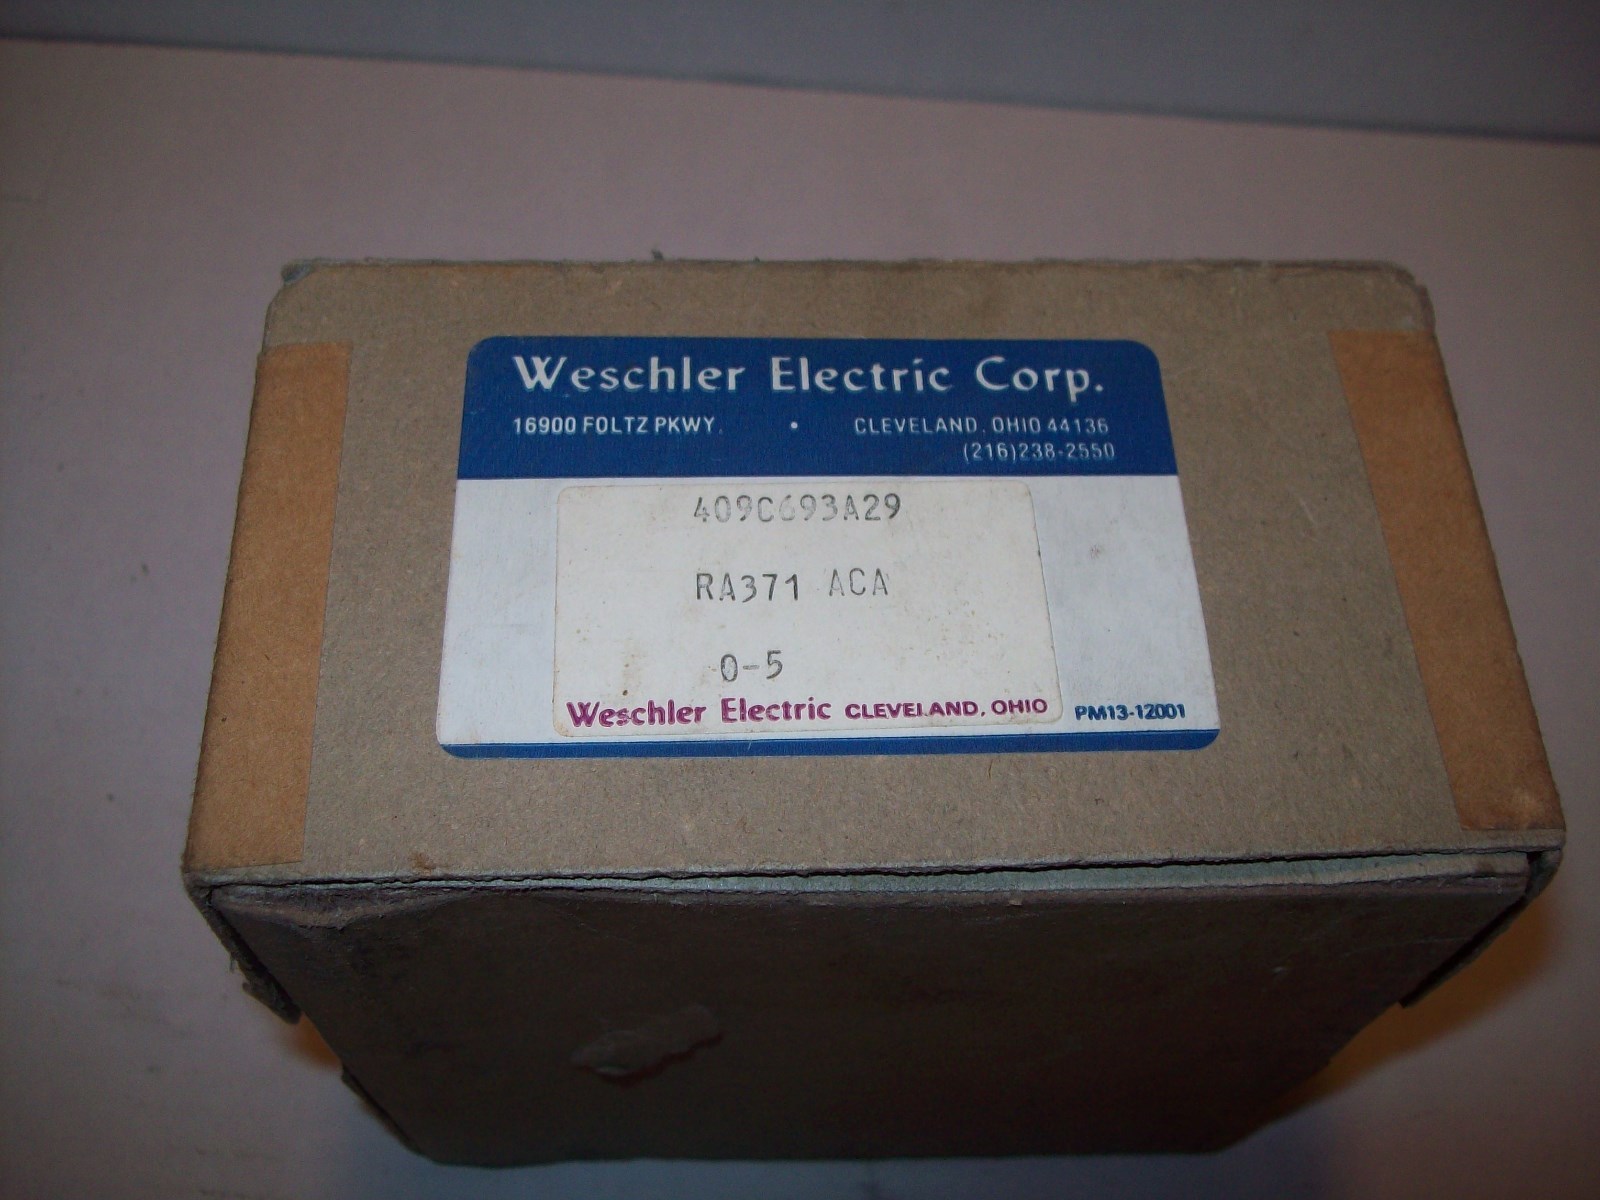 Weschler Electric Corp.
16900 FOLTZ PKWY. • CLEVELAND, OHIO 44136
(216)238-2550
409C693A29
RA371 ACA
0-5
Weschler Electric CLEVELAND, OHIO
PM13-12001